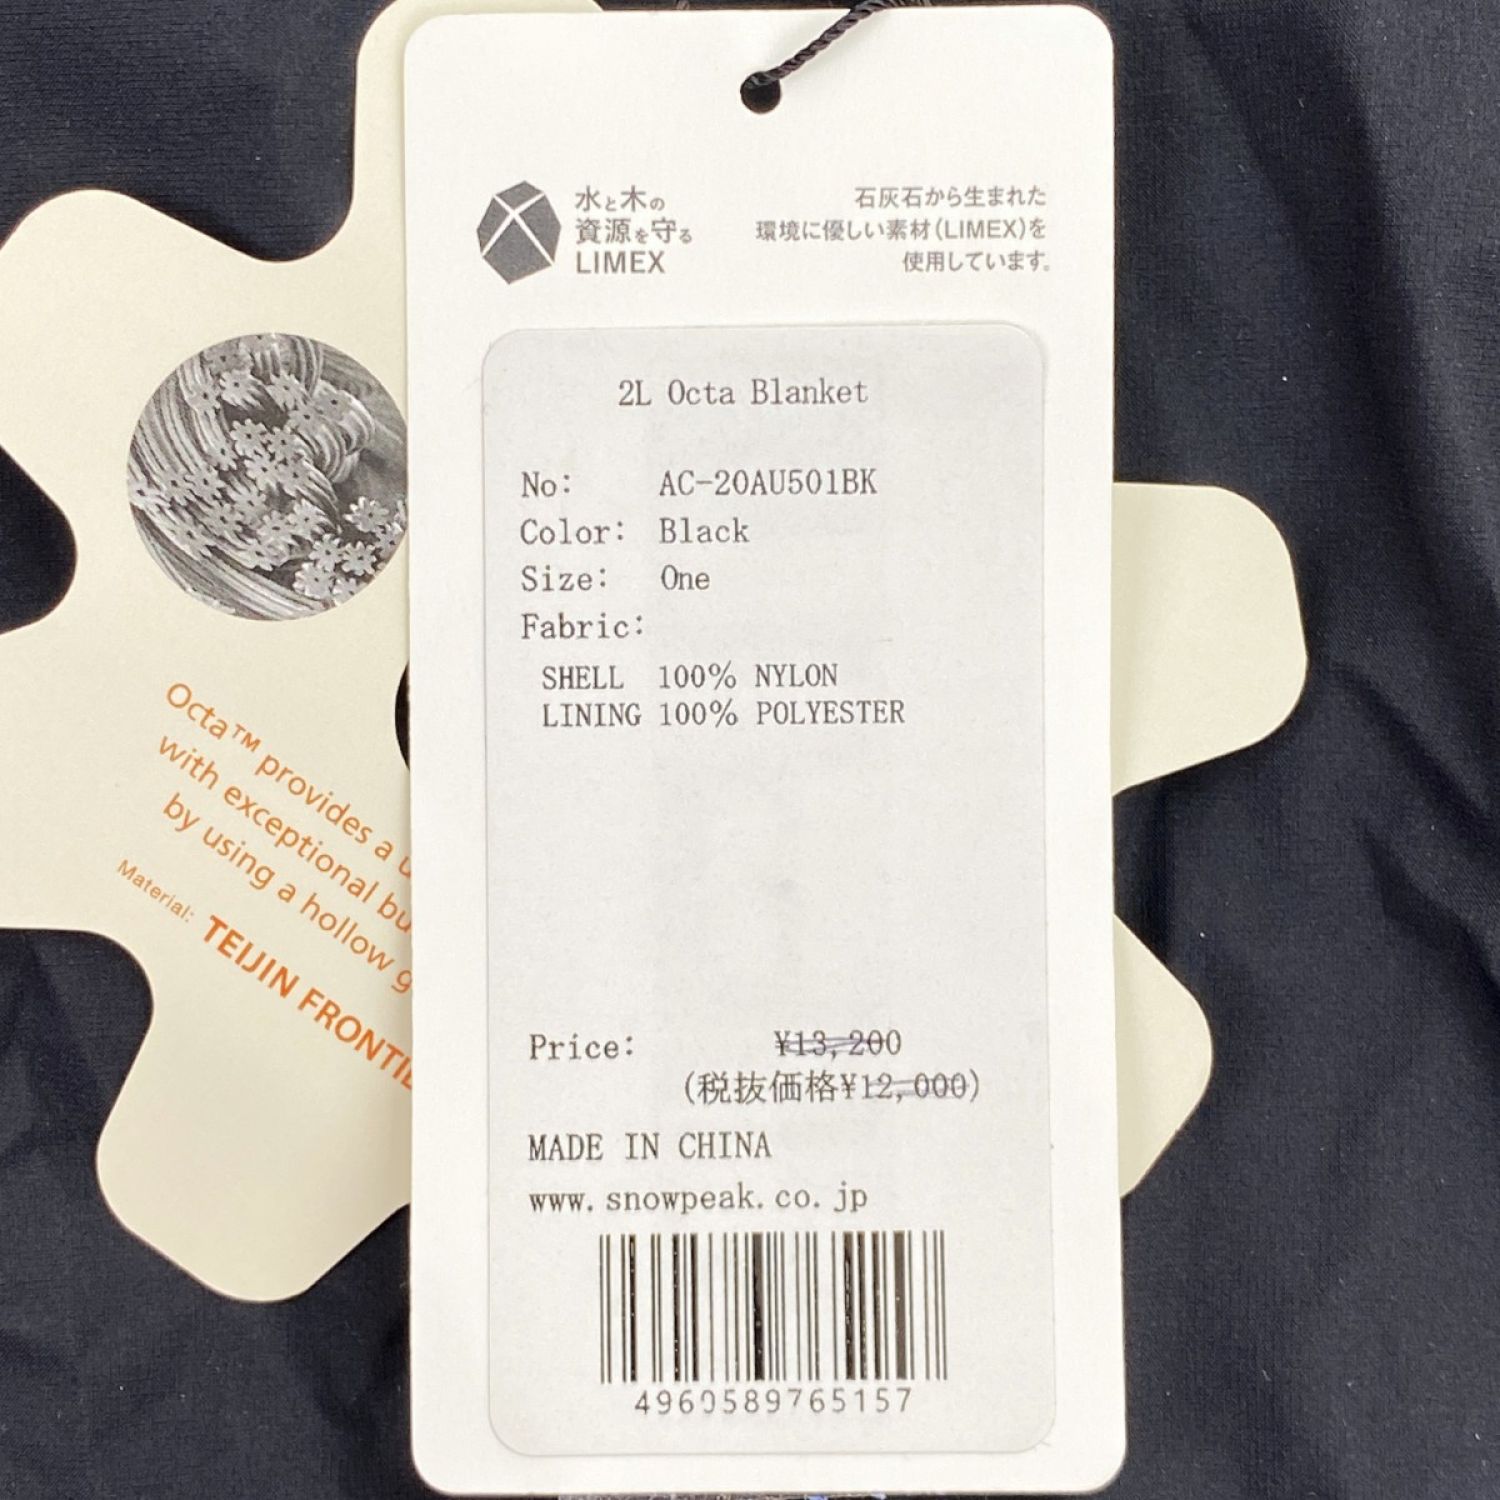 水と木の
資源を守る
LIMEX
石灰石から生まれた
環境に優しい素材(LIMEX)を
使用しています。
2L Octa Blanket
No: AC-20AU501BK
Color: Black
Size: One
Fabric:
SHELL 100% NYLON
LINING 100% POLYESTER
Price: ¥13,200
(税抜価格¥12,000)
MADE IN CHINA
www.snowpeak.co.jp
4960589765157
Octa™ provides a
with exceptional
by using a hollow
Material: TEIJIN